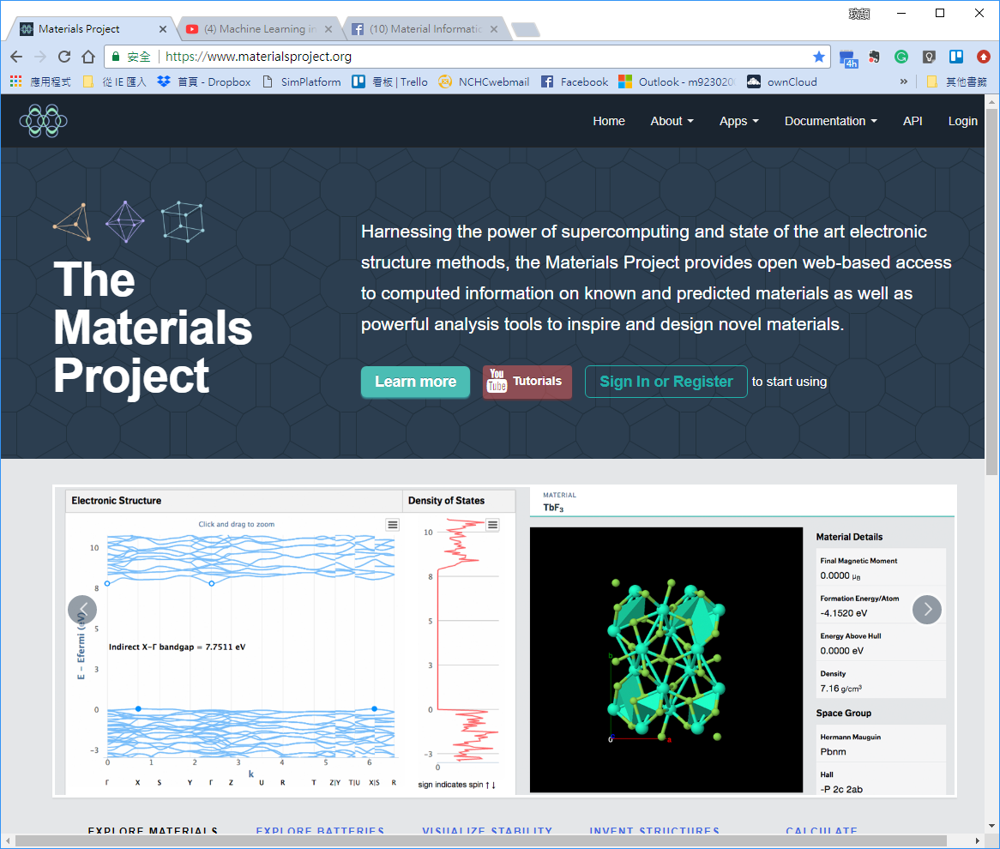 Materials Project
(4) Machine Learning in
(10) Material Informatic
安全
https://www.materialsproject.org
4h
應用程式
從 IE 匯入
首頁 - Dropbox
SimPlatform
看板 | Trello
NCHCwebmail
Facebook
Outlook - m923020
ownCloud
»
其他書籤
Home
About
Apps
Documentation
API
Login
The
Materials
Project
Harnessing the power of supercomputing and state of the art electronic
structure methods, the Materials Project provides open web-based access
to computed information on known and predicted materials as well as
powerful analysis tools to inspire and design novel materials.
Learn more
You
Tube
Tutorials
Sign In or Register
to start using
Electronic Structure
Click and drag to zoom
E – Efermi (eV)
10
8
5
3
0
−3
Indirect X-Γ bandgap = 7.7511 eV
0 1 2 3 4 5 6
k
Γ X S Y Γ Z U R T Z|Y T|U X|S R
Density of States
10
8
5
3
0
−3
0
sign indicates spin ↑↓
MATERIAL
TbF₃
b
0
a
Material Details
Final Magnetic Moment
0.0000 μB
Formation Energy/Atom
-4.1520 eV
Energy Above Hull
0.0000 eV
Density
7.16 g/cm³
Space Group
Hermann Mauguin
Pbnm
Hall
-P 2c 2ab
EXPLORE MATERIALS
EXPLORE BATTERIES
VISUALIZE STABILITY
INVENT STRUCTURES
CALCULATE